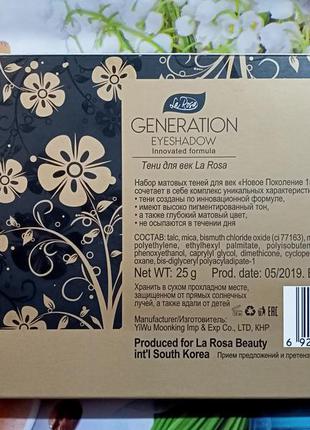 La Rosa
GENERATION
EYESHADOW
Innovated formula
Тени для век La Rosa
Набор матовых теней для век «Новое Поколение
сочетает в себе комплекс уникальных характеристи
• тени созданы по инновационной формуле,
• имеют высоко пигментированный тон,
• а также глубокий матовый цвет,
• не осыпаются в течении дня
СОСТАВ: talc, mica, bismuth chloride oxide (ci 77163), m
polyethylene, ethylhexyl palmitate, polyisobuten
phenoxyethanol, caprylyl glycol, dimethicone, cyclopen
oxane, bis-diglyceryl polyacyladipate-1
Net Wt: 25 g Prod. date: 05/2019. E
Хранить в сухом прохладном месте,
защищенном от прямых солнечных
лучей, а также вдали от детей
Manufacturer/Изготовитель:
YiWu Moonking Imp & Exp Co., LTD, КНР
Produced for La Rosa Beauty
int'l South Korea
Прием предложений и претенз
6 92
EAC